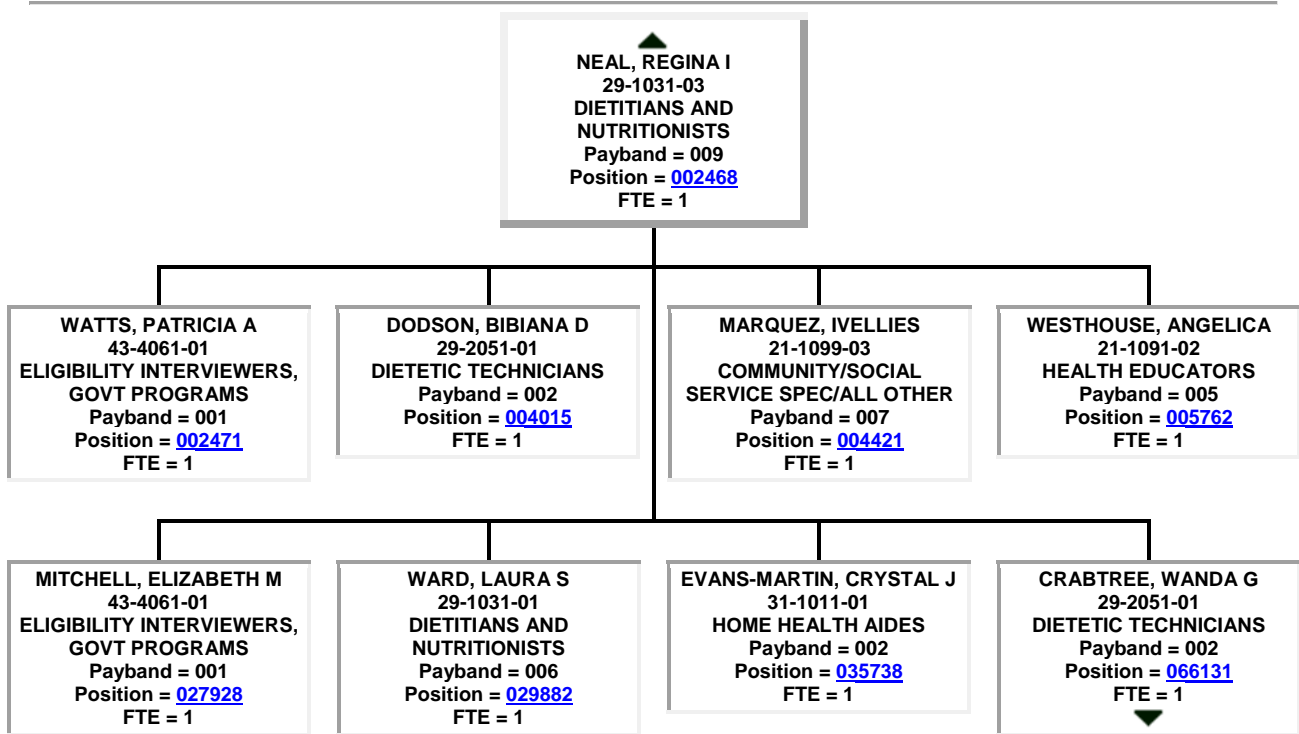 NEAL, REGINA I
29-1031-03
DIETITIANS AND
NUTRITIONISTS
Payband = 009
Position = 002468
FTE = 1
WATTS, PATRICIA A
43-4061-01
ELIGIBILITY INTERVIEWERS,
GOVT PROGRAMS
Payband = 001
Position = 002471
FTE = 1
DODSON, BIBIANA D
29-2051-01
DIETETIC TECHNICIANS
Payband = 002
Position = 004015
FTE = 1
MARQUEZ, IVELLIES
21-1099-03
COMMUNITY/SOCIAL
SERVICE SPEC/ALL OTHER
Payband = 007
Position = 004421
FTE = 1
WESTHOUSE, ANGELICA
21-1091-02
HEALTH EDUCATORS
Payband = 005
Position = 005762
FTE = 1
MITCHELL, ELIZABETH M
43-4061-01
ELIGIBILITY INTERVIEWERS,
GOVT PROGRAMS
Payband = 001
Position = 027928
FTE = 1
WARD, LAURA S
29-1031-01
DIETITIANS AND
NUTRITIONISTS
Payband = 006
Position = 029882
FTE = 1
EVANS-MARTIN, CRYSTAL J
31-1011-01
HOME HEALTH AIDES
Payband = 002
Position = 035738
FTE = 1
CRABTREE, WANDA G
29-2051-01
DIETETIC TECHNICIANS
Payband = 002
Position = 066131
FTE = 1